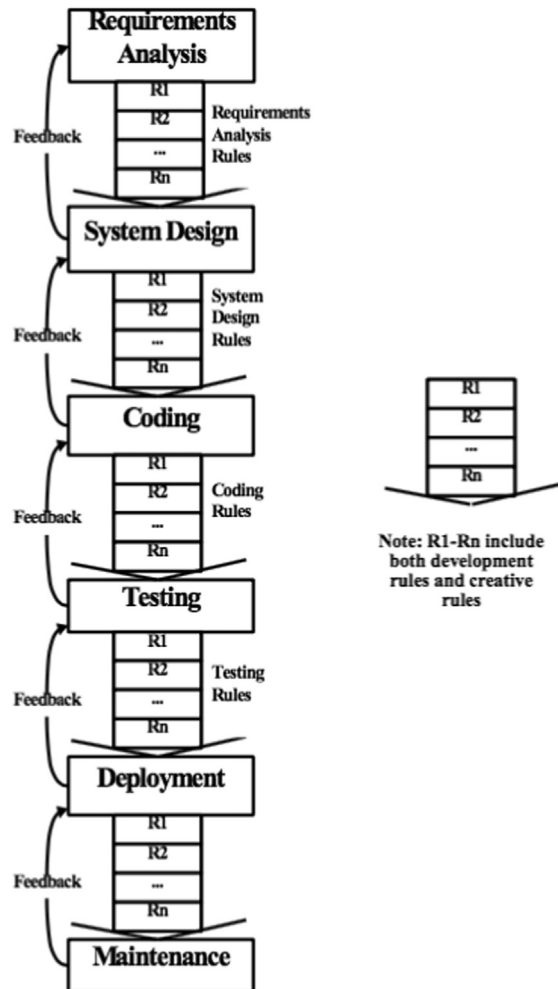 Requirements
Analysis
R1
R2
...
Rn
Requirements
Analysis
Rules
Feedback
System Design
R1
R2
...
Rn
System
Design
Rules
Feedback
Coding
R1
R2
...
Rn
Coding
Rules
Feedback
Testing
R1
R2
...
Rn
Testing
Rules
Feedback
Deployment
R1
R2
...
Rn
Feedback
Maintenance
R1
R2
...
Rn
Note: R1-Rn include
both development
rules and creative
rules